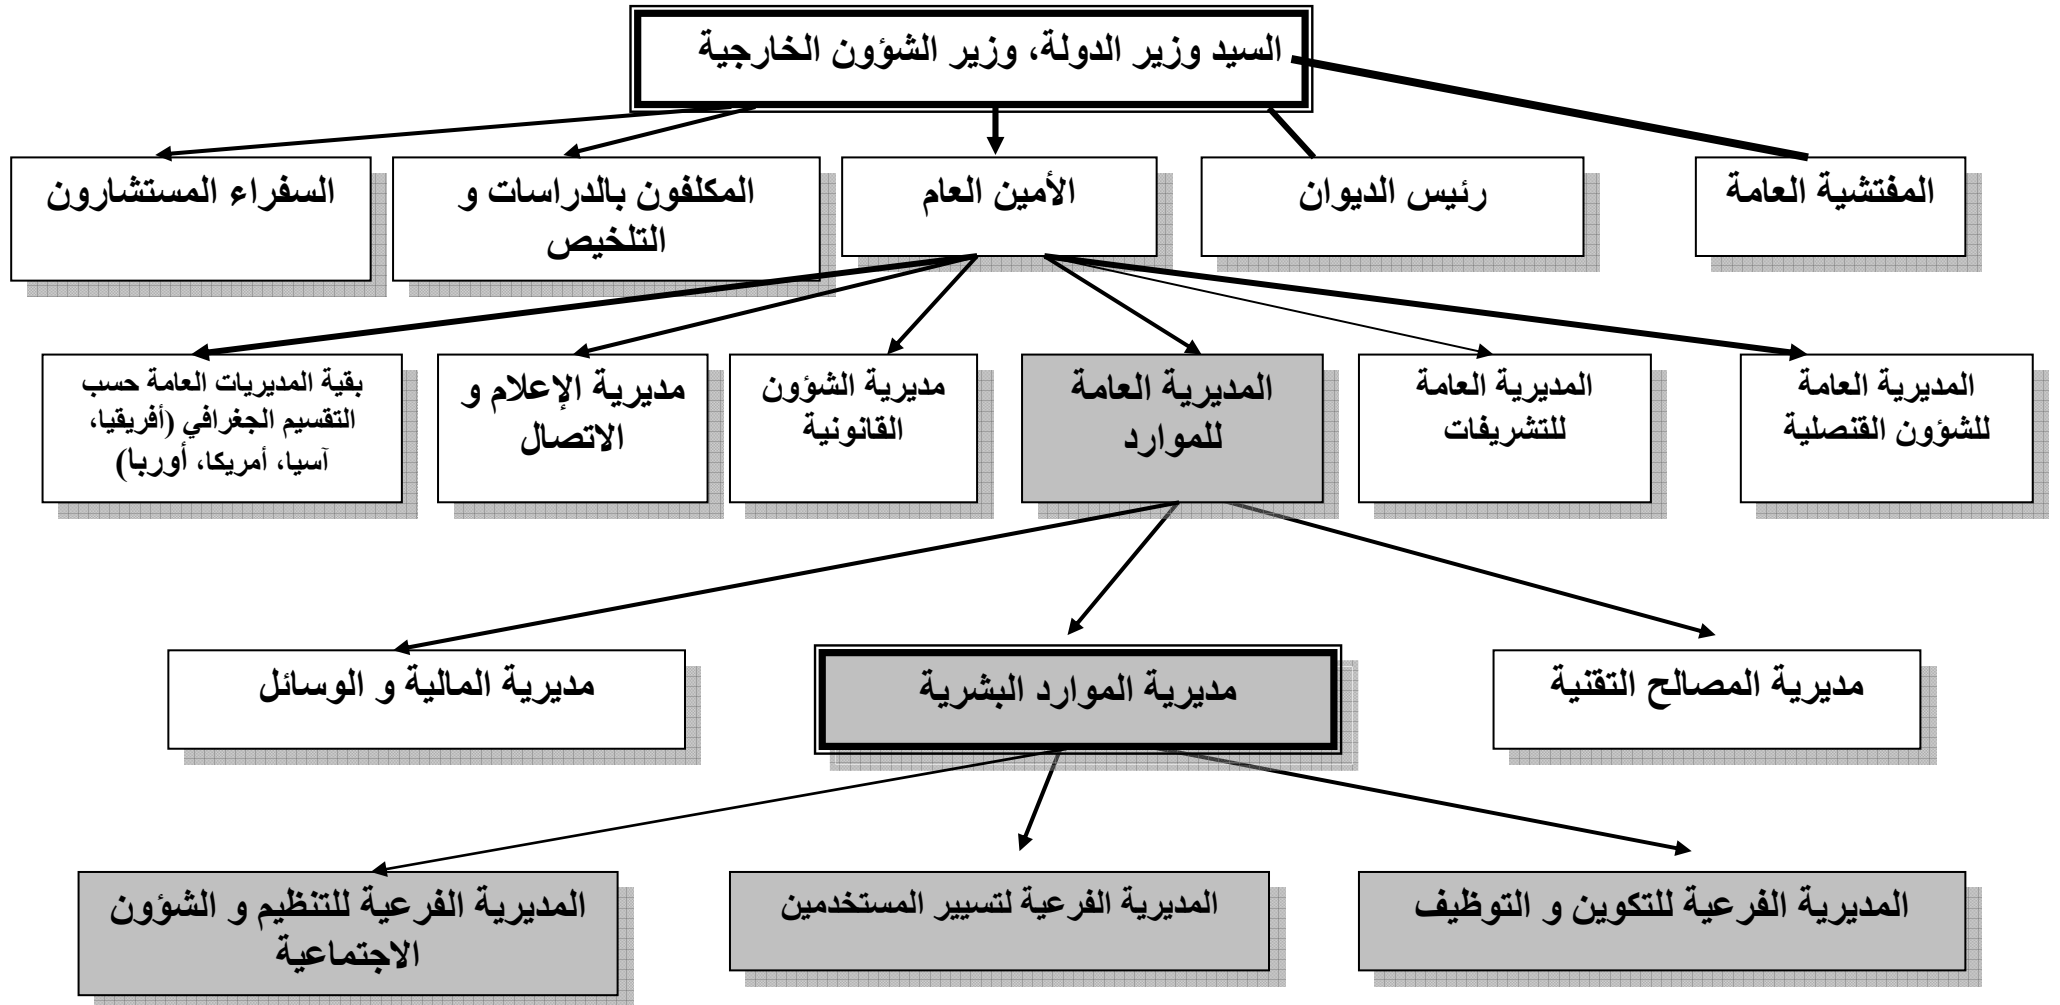 السيد وزير الدولة، وزير الشؤون الخارجية
المفتشية العامة
رئيس الديوان
الأمين العام
المكلفون بالدراسات و
التلخيص
السفراء المستشارون
المديرية العامة
للشؤون القنصلية
المديرية العامة
للتشريفات
المديرية العامة
للموارد
مديرية الشؤون
القانونية
مديرية الإعلام و
الاتصال
بقية المديريات العامة حسب
التقسيم الجغرافي (أفريقيا،
آسيا، أمريكا، أوربا)
مديرية المصالح التقنية
مديرية الموارد البشرية
مديرية المالية و الوسائل
المديرية الفرعية للتكوين و التوظيف
المديرية الفرعية لتسيير المستخدمين
المديرية الفرعية للتنظيم و الشؤون
الاجتماعية